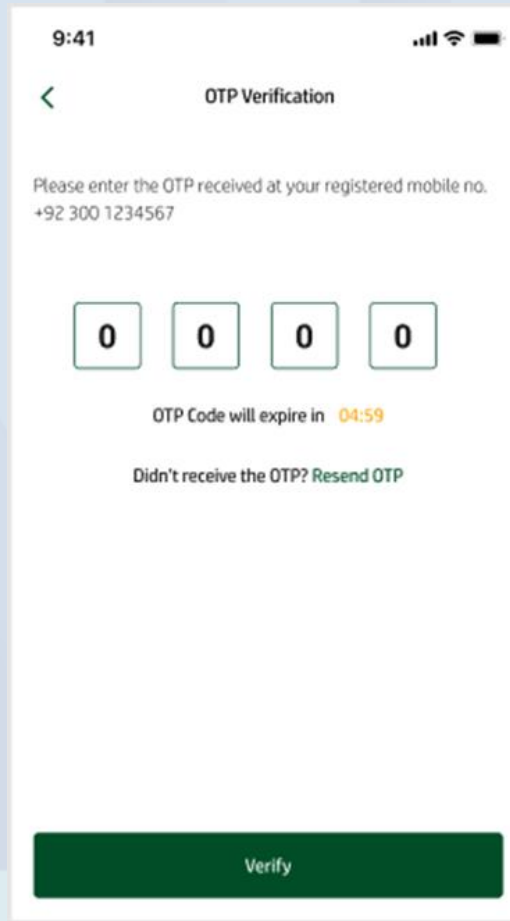 9:41
OTP Verification
Please enter the OTP received at your registered mobile no.
+92 300 1234567
0 0 0 0
OTP Code will expire in 04:59
Didn't receive the OTP? Resend OTP
Verify